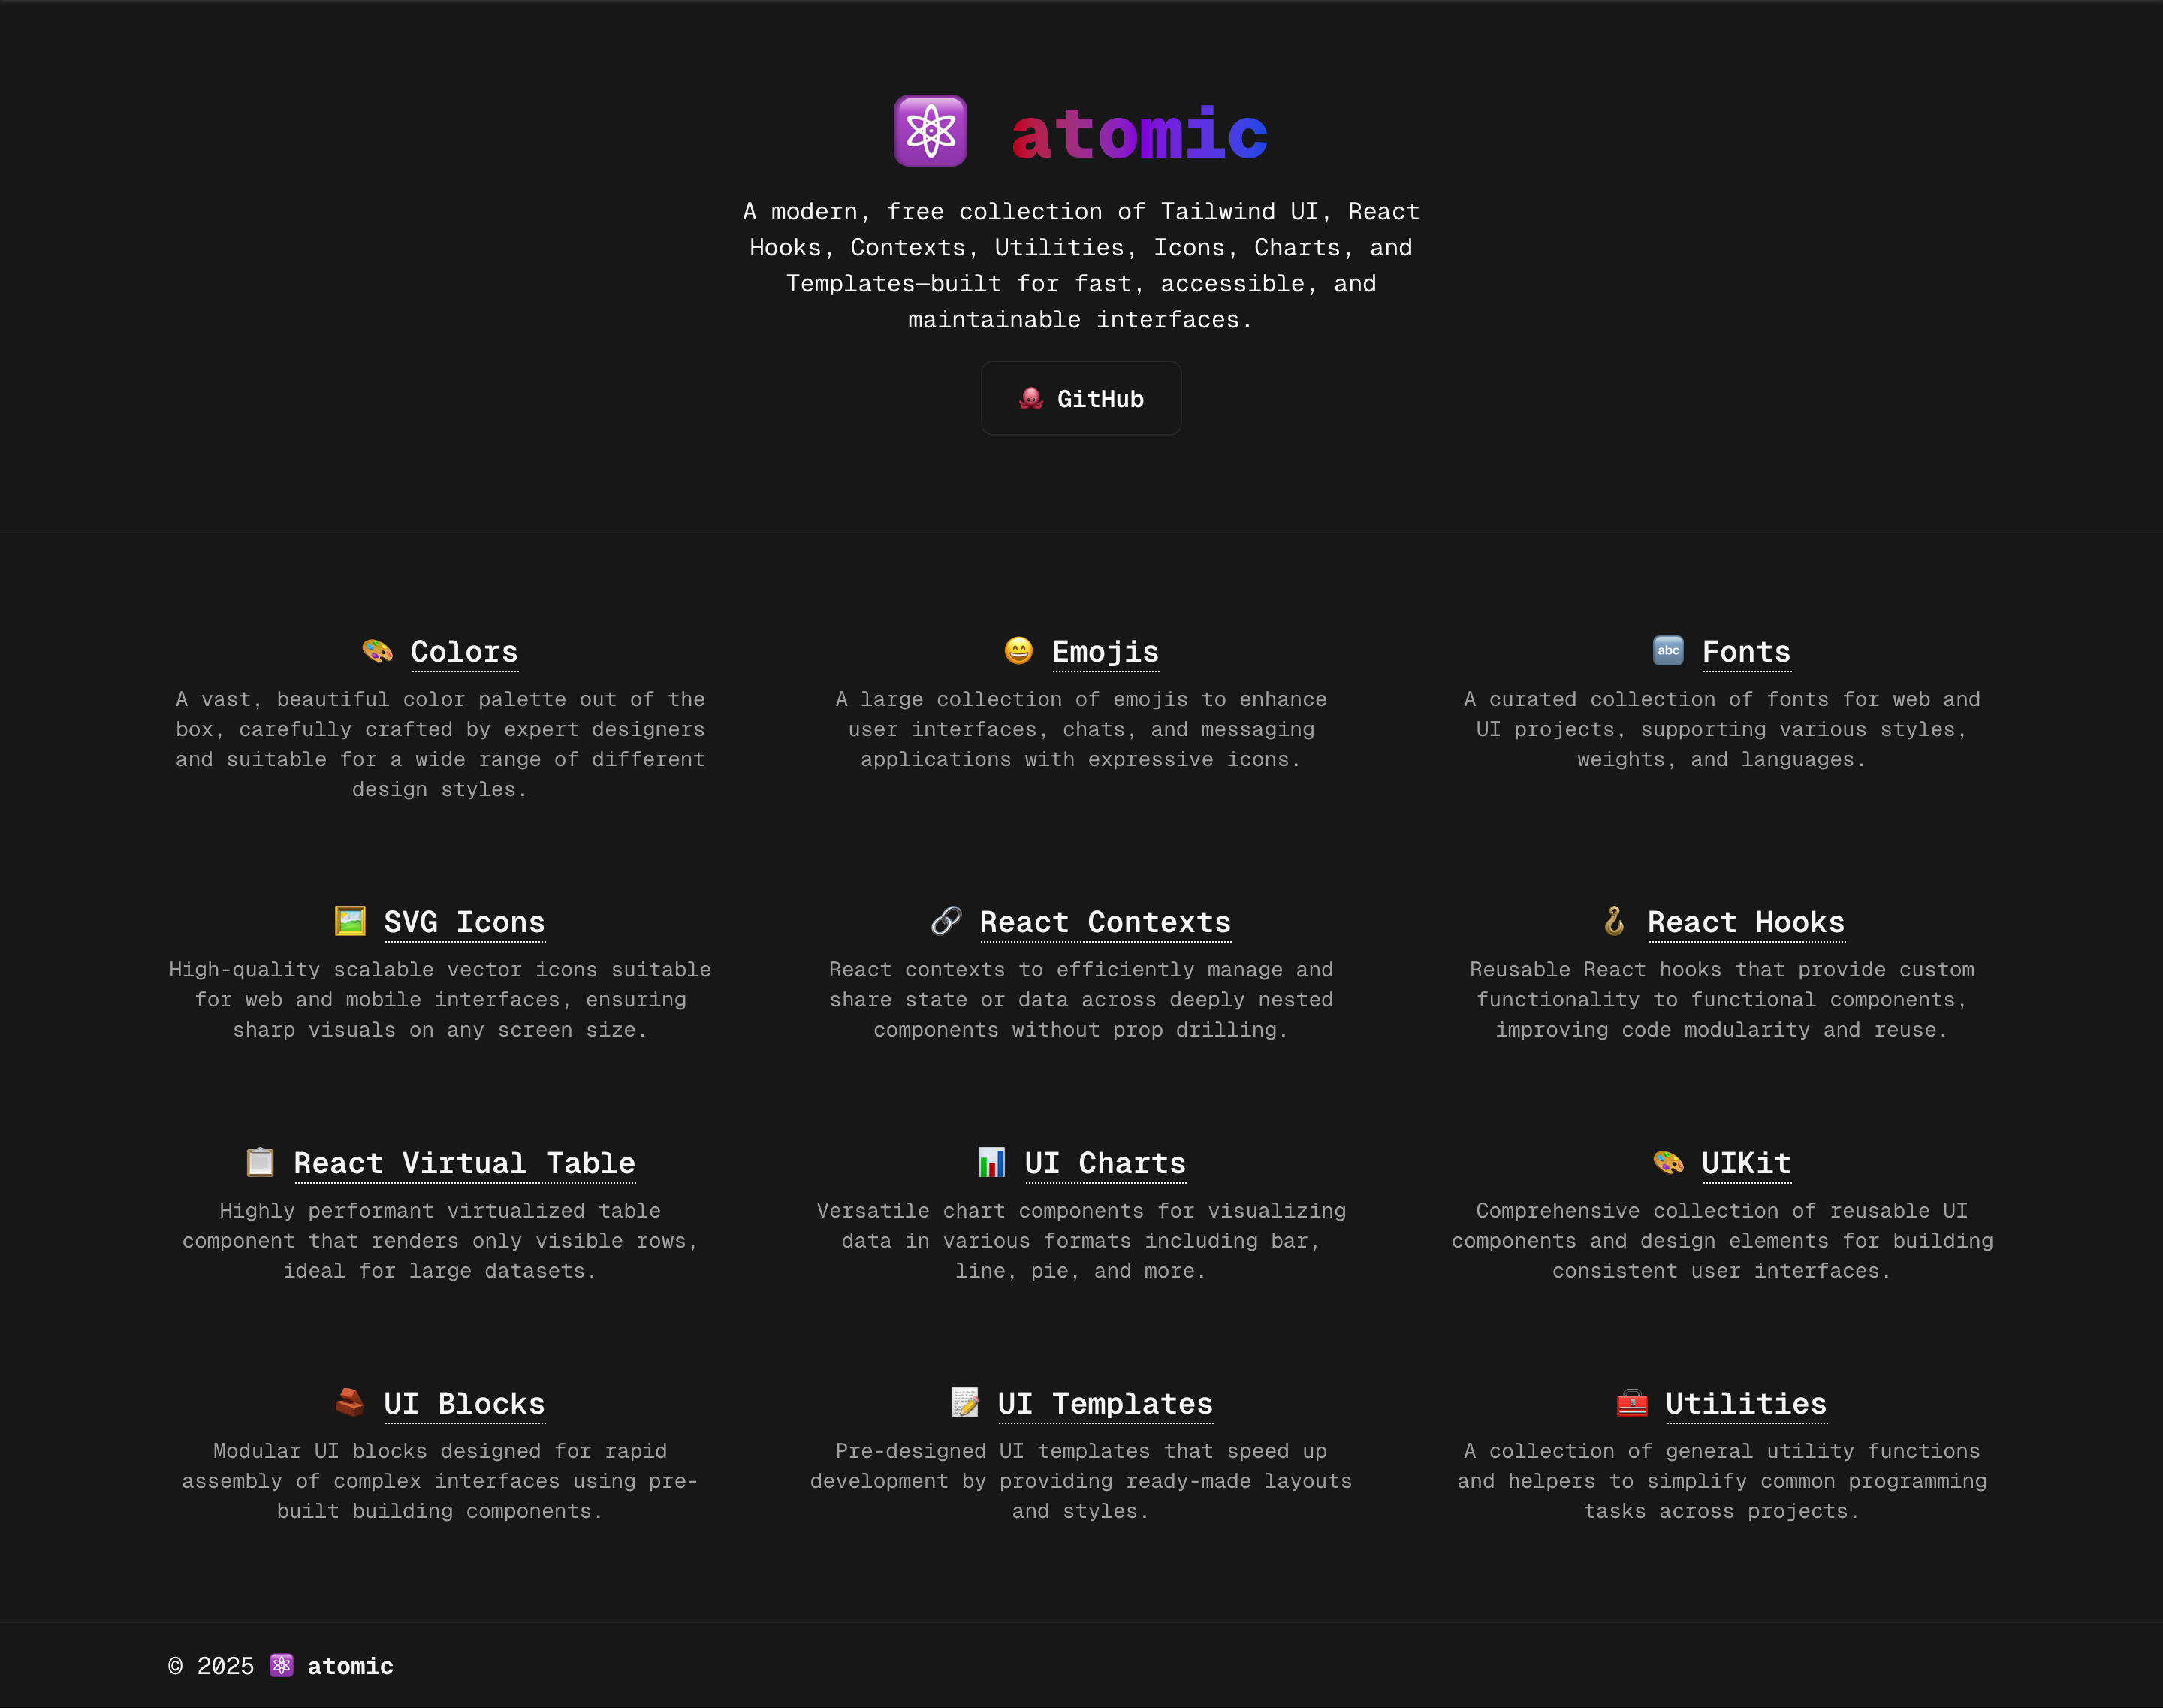 ⚛️ atomic
A modern, free collection of Tailwind UI, React
Hooks, Contexts, Utilities, Icons, Charts, and
Templates—built for fast, accessible, and
maintainable interfaces.
🐙 GitHub
🎨 Colors
A vast, beautiful color palette out of the
box, carefully crafted by expert designers
and suitable for a wide range of different
design styles.
😄 Emojis
A large collection of emojis to enhance
user interfaces, chats, and messaging
applications with expressive icons.
🔤 Fonts
A curated collection of fonts for web and
UI projects, supporting various styles,
weights, and languages.
🖼️ SVG Icons
High-quality scalable vector icons suitable
for web and mobile interfaces, ensuring
sharp visuals on any screen size.
🔗 React Contexts
React contexts to efficiently manage and
share state or data across deeply nested
components without prop drilling.
🪝 React Hooks
Reusable React hooks that provide custom
functionality to functional components,
improving code modularity and reuse.
📋 React Virtual Table
Highly performant virtualized table
component that renders only visible rows,
ideal for large datasets.
📊 UI Charts
Versatile chart components for visualizing
data in various formats including bar,
line, pie, and more.
🎨 UIKit
Comprehensive collection of reusable UI
components and design elements for building
consistent user interfaces.
🧱 UI Blocks
Modular UI blocks designed for rapid
assembly of complex interfaces using pre-
built building components.
📝 UI Templates
Pre-designed UI templates that speed up
development by providing ready-made layouts
and styles.
🧰 Utilities
A collection of general utility functions
and helpers to simplify common programming
tasks across projects.
© 2025 ⚛️ atomic